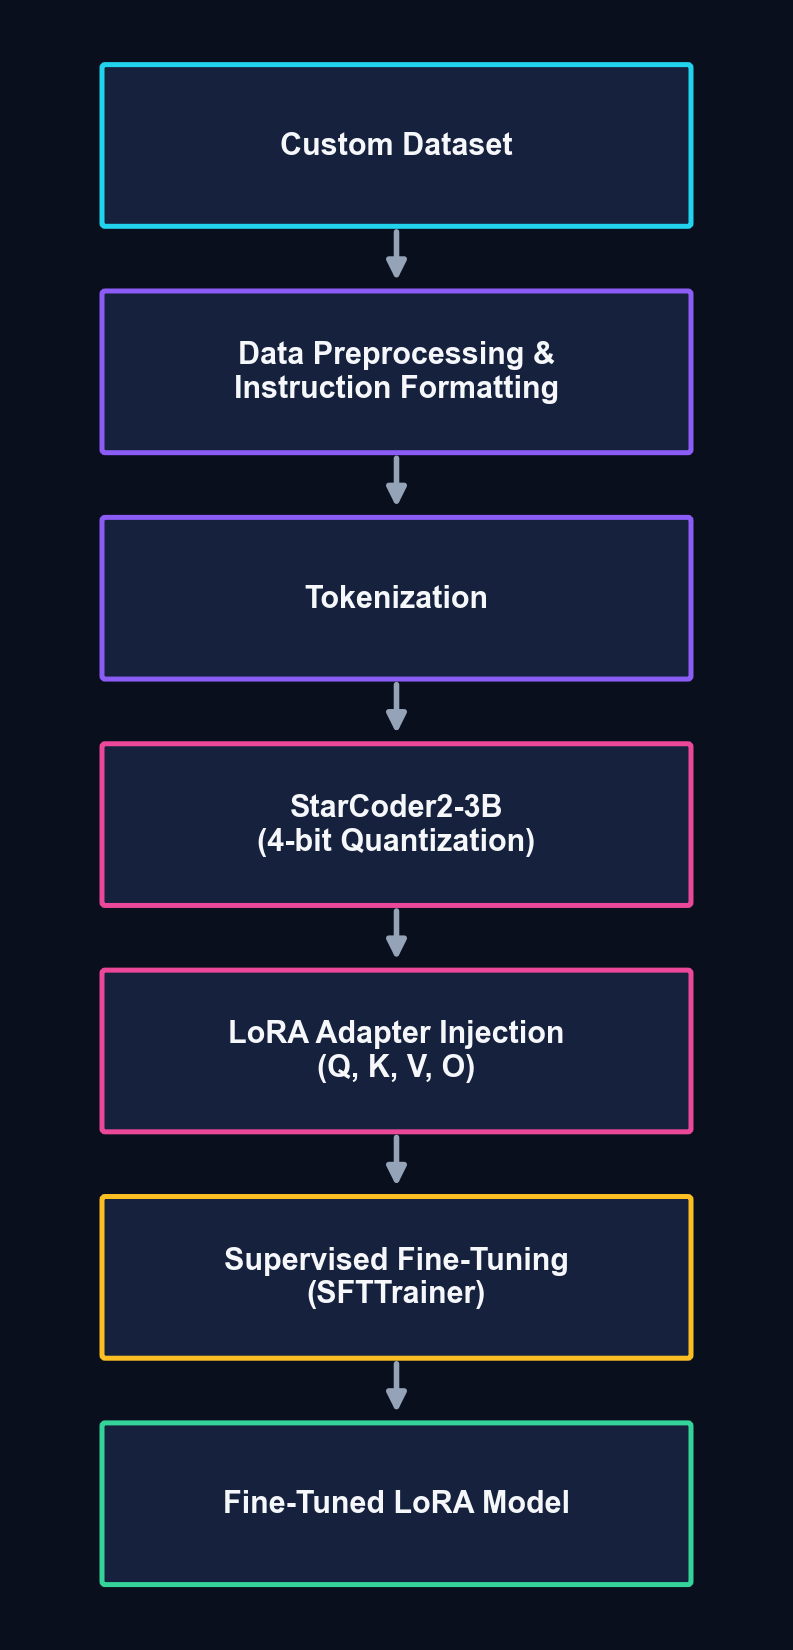 Custom Dataset
Data Preprocessing &
Instruction Formatting
Tokenization
StarCoder2-3B
(4-bit Quantization)
LoRA Adapter Injection
(Q, K, V, O)
Supervised Fine-Tuning
(SFTTrainer)
Fine-Tuned LoRA Model